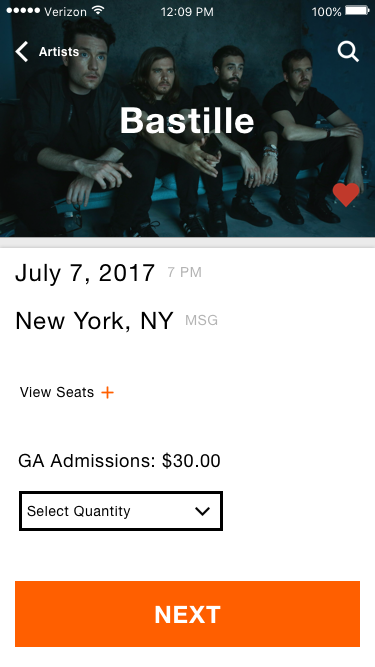 Verizon 12:09 PM 100%
Artists
Bastille
July 7, 2017 7 PM
New York, NY MSG
View Seats +
GA Admissions: $30.00
Select Quantity
NEXT